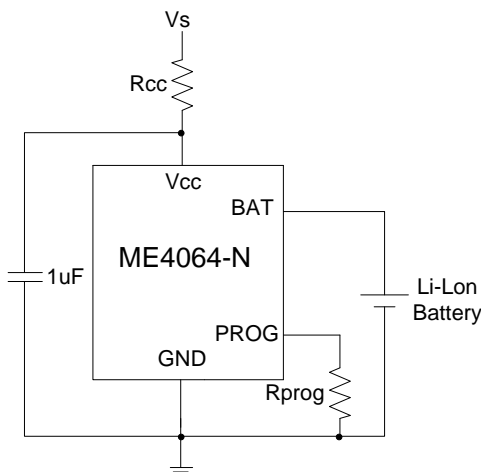 Vs
Rcc
Vcc
BAT
ME4064-N
1uF
Li-Lon
Battery
PROG
GND
Rprog